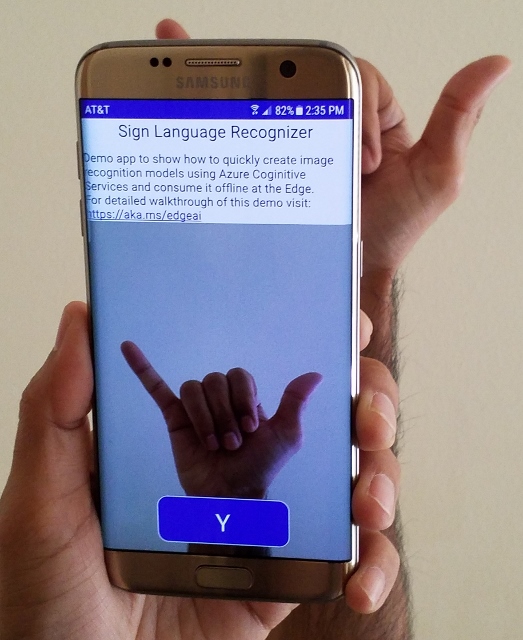 SAMSUNG
AT&T 82% 2:35 PM
Sign Language Recognizer
Demo app to show how to quickly create image
recognition models using Azure Coginitive
Services and consume it offline at the Edge.
For detailed walkthrough of this demo visit:
https://aka.ms/edgeai
Y